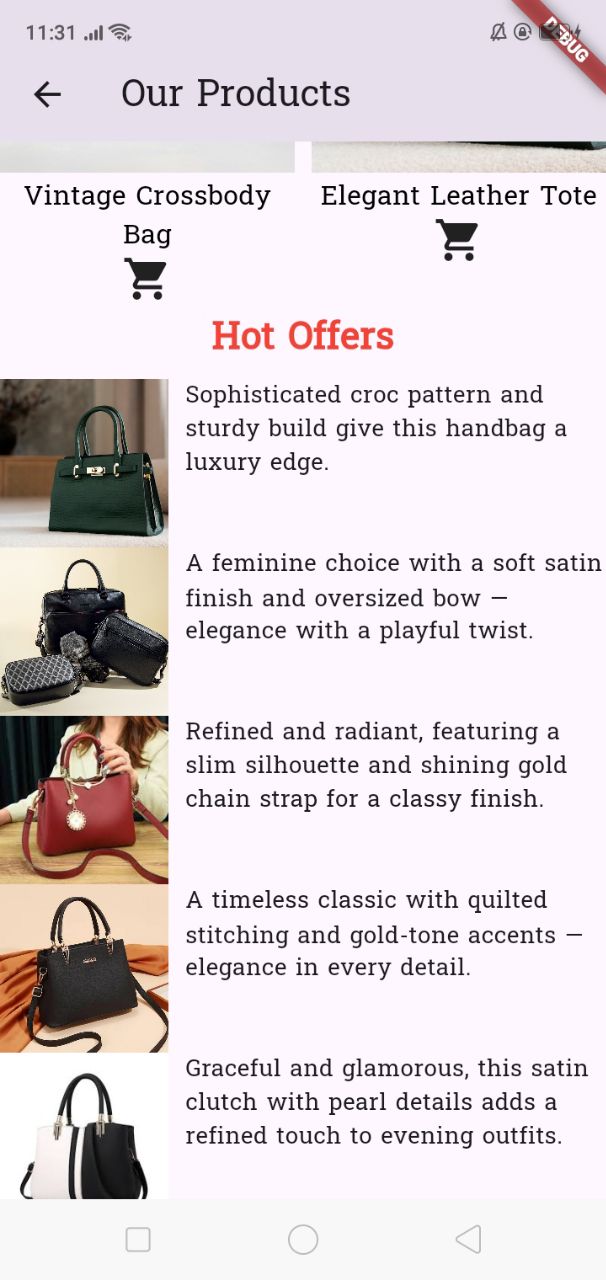 11:31
DEBUG
Our Products
Vintage Crossbody
Bag
Elegant Leather Tote
Hot Offers
Sophisticated croc pattern and
sturdy build give this handbag a
luxury edge.
A feminine choice with a soft satin
finish and oversized bow —
elegance with a playful twist.
Refined and radiant, featuring a
slim silhouette and shining gold
chain strap for a classy finish.
A timeless classic with quilted
stitching and gold-tone accents —
elegance in every detail.
Graceful and glamorous, this satin
clutch with pearl details adds a
refined touch to evening outfits.